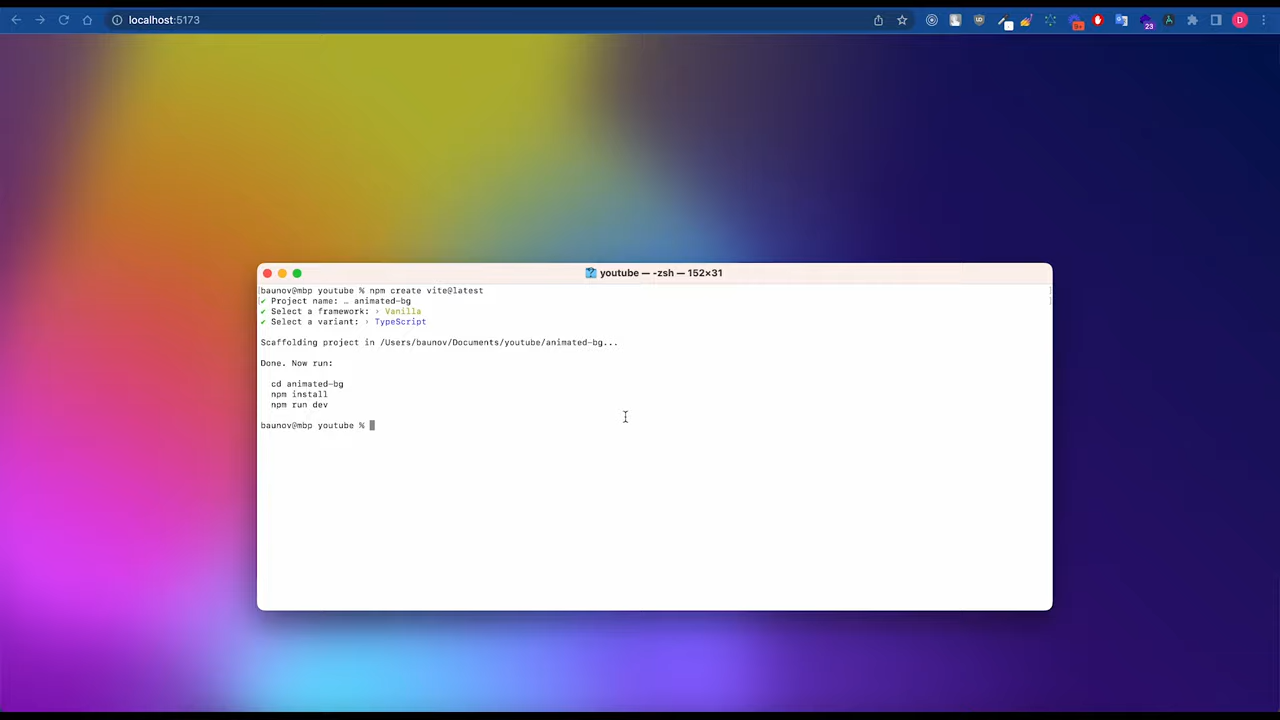 localhost:5173
9+
23
D
youtube — -zsh — 152×31
baunov@mbp youtube % npm create vite@latest
✔ Project name: … animated-bg
✔ Select a framework: › Vanilla
✔ Select a variant: › TypeScript
Scaffolding project in /Users/baunov/Documents/youtube/animated-bg...
Done. Now run:
cd animated-bg
npm install
npm run dev
baunov@mbp youtube %